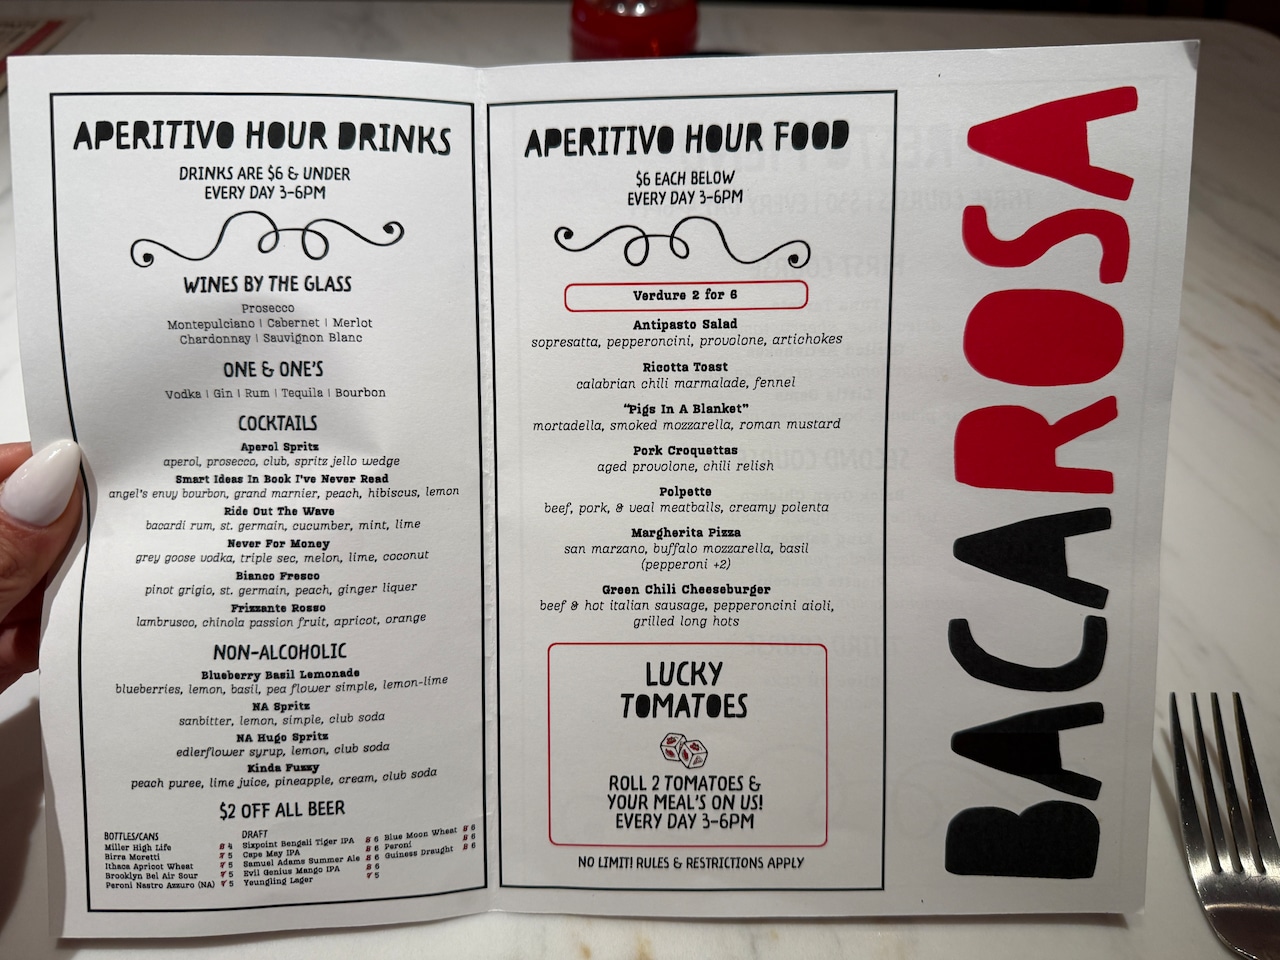 APERITIVO HOUR DRINKS
DRINKS ARE $6 & UNDER
EVERY DAY 3-6PM
WINES BY THE GLASS
Prosecco
Montepulciano | Cabernet | Merlot
Chardonnay | Sauvignon Blanc
ONE & ONE'S
Vodka | Gin | Rum | Tequila | Bourbon
COCKTAILS
Aperol Spritz
aperol, prosecco, club, spritz jello wedge
Smart Ideas In Book I've Never Read
angel's envy bourbon, grand marnier, peach, hibiscus, lemon
Ride Out The Wave
bacardi rum, st. germain, cucumber, mint, lime
Never For Money
grey goose vodka, triple sec, melon, lime, coconut
Bianco Fresco
pinot grigio, st. germain, peach, ginger liquer
Frizzante Rosso
lambrusco, chinola passion fruit, apricot, orange
NON-ALCOHOLIC
Blueberry Basil Lemonade
blueberries, lemon, basil, pea flower simple, lemon-lime
NA Spritz
sanbitter, lemon, simple, club soda
NA Hugo Spritz
edlerflower syrup, lemon, club soda
Kinda Fuzzy
peach puree, lime juice, pineapple, cream, club soda
$2 OFF ALL BEER
BOTTLES/CANS
Miller High Life 4
Birra Moretti 5
Ithaca Apricot Wheat 5
Brooklyn Bel Air Sour 5
Peroni Nastro Azzuro (NA) 5
DRAFT
Sixpoint Bengali Tiger IPA 6
Cape May IPA 6
Samuel Adams Summer Ale 6
Evil Genius Mango IPA 6
Yeungling Lager 5
Blue Moon Wheat 6
Peroni 6
Guiness Draught 6
APERITIVO HOUR FOOD
$6 EACH BELOW
EVERY DAY 3-6PM
Verdure 2 for 6
Antipasto Salad
sopresatta, pepperoncini, provolone, artichokes
Ricotta Toast
calabrian chili marmalade, fennel
"Pigs In A Blanket"
mortadella, smoked mozzarella, roman mustard
Pork Croquettas
aged provolone, chili relish
Polpette
beef, pork, & veal meatballs, creamy polenta
Margherita Pizza
san marzano, buffalo mozzarella, basil
(pepperoni +2)
Green Chili Cheeseburger
beef & hot italian sausage, pepperoncini aioli,
grilled long hots
LUCKY
TOMATOES
ROLL 2 TOMATOES &
YOUR MEAL'S ON US!
EVERY DAY 3-6PM
NO LIMIT! RULES & RESTRICTIONS APPLY
BACAROSA